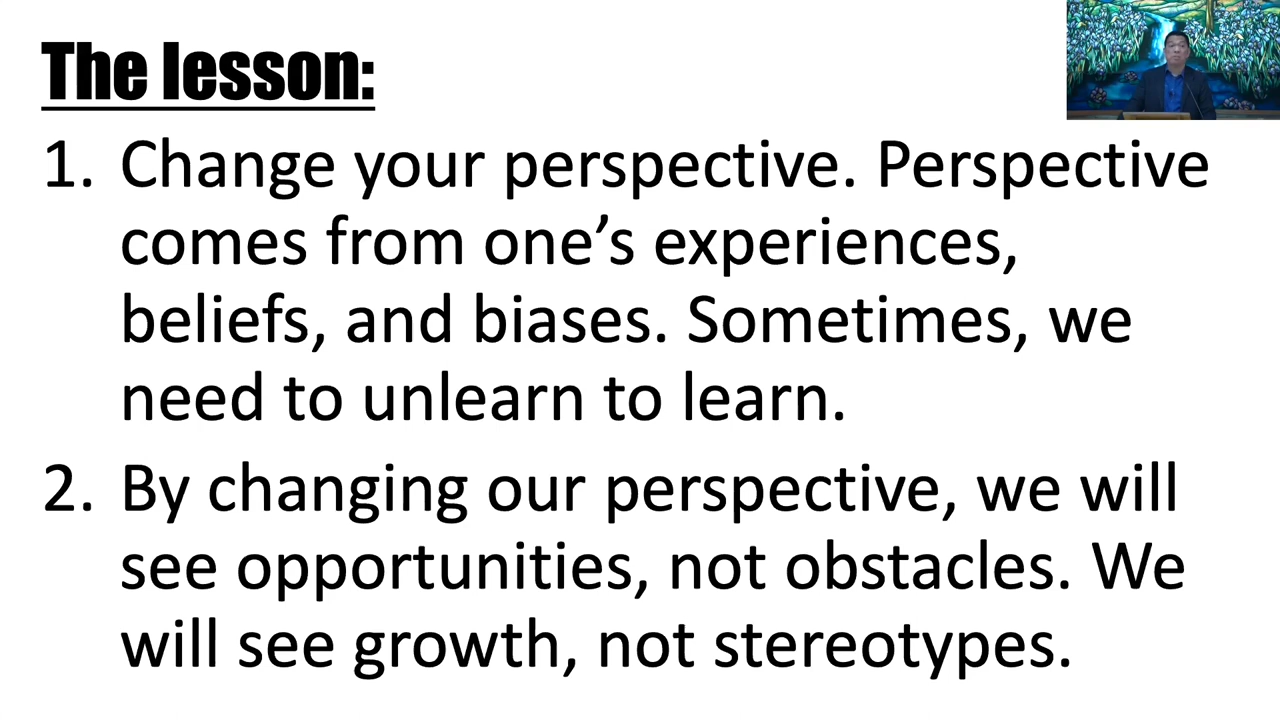 The lesson:
1. Change your perspective. Perspective
comes from one’s experiences,
beliefs, and biases. Sometimes, we
need to unlearn to learn.
2. By changing our perspective, we will
see opportunities, not obstacles. We
will see growth, not stereotypes.